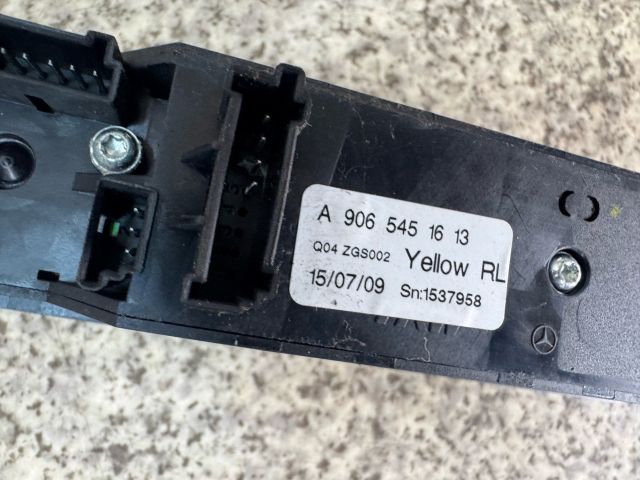 A 906 545 16 13
Q04 ZGS002 Yellow RL
15/07/09 Sn:1537958